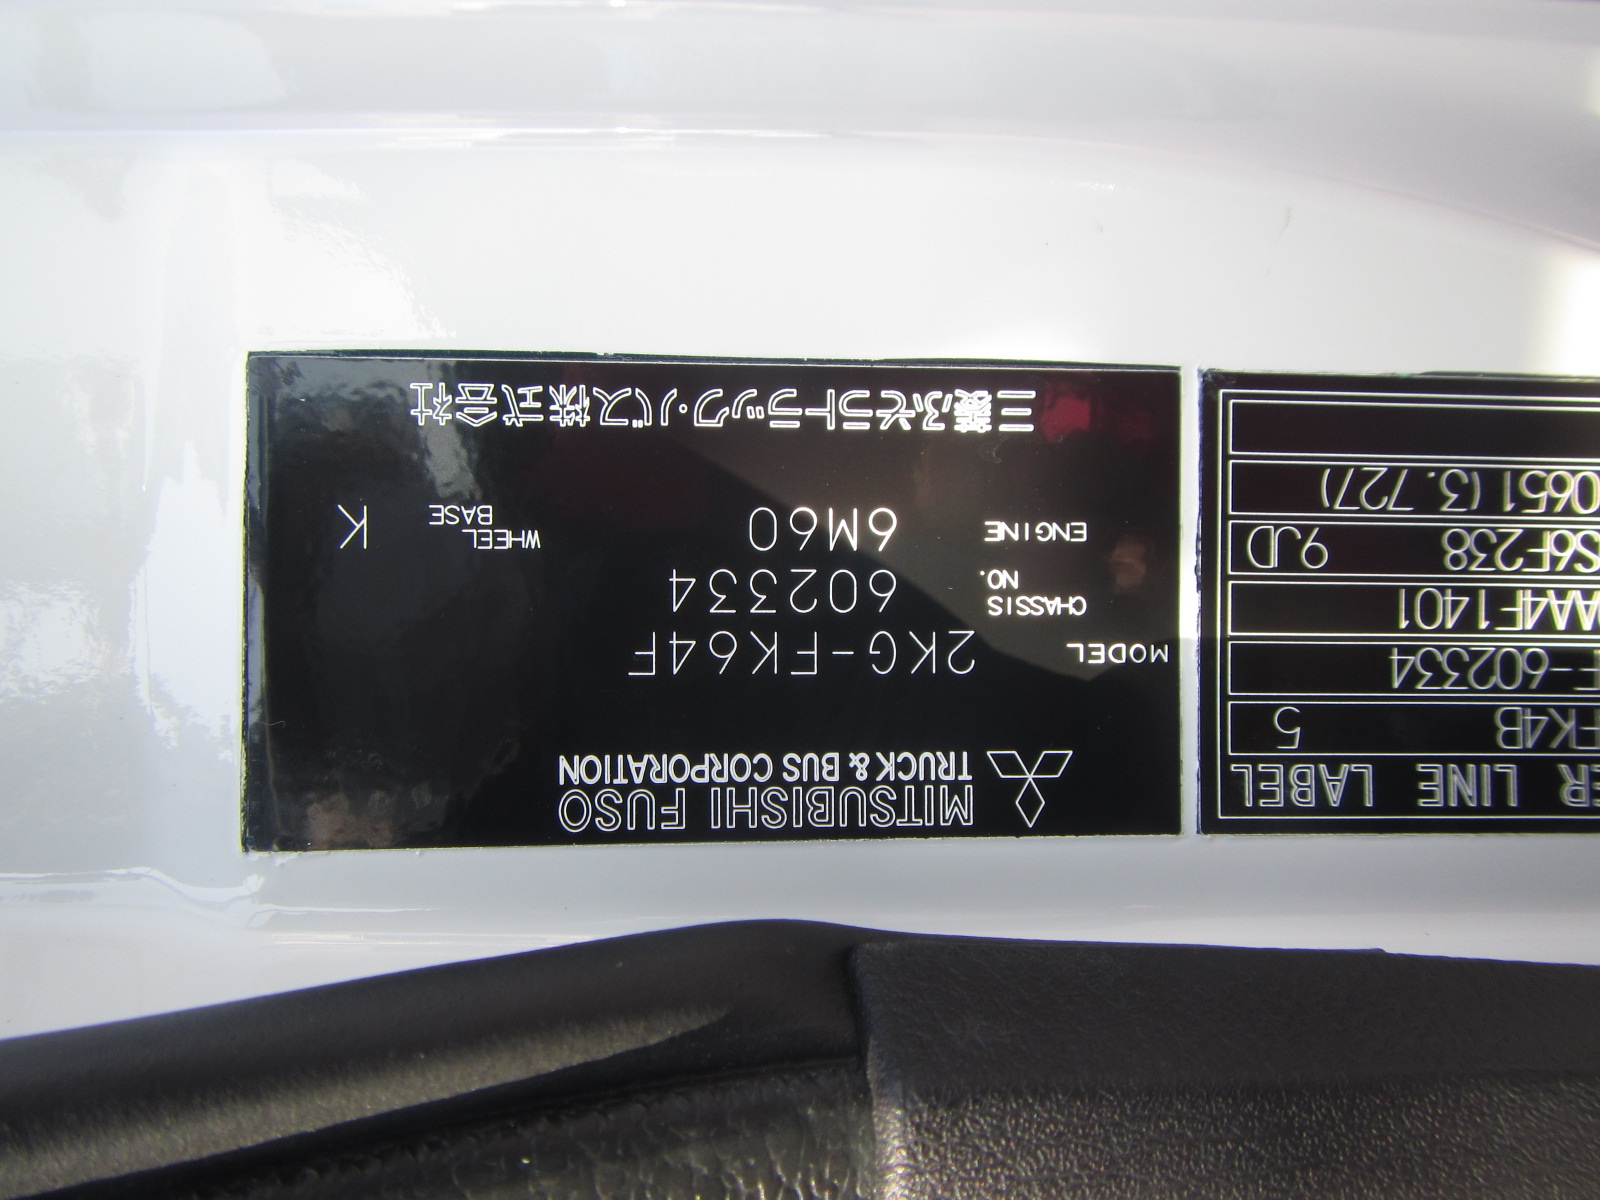 MITSUBISHI FUSO
TRUCK & BUS CORPORATION
MODEL 2KG-FK64F
CHASSIS NO. 602334
ENGINE 6M60 WHEEL BASE K
三菱ふそうトラック・バス株式会社
ER LINE LABEL
FK4B 5
F-602334
AA4F1401
S6F238 9JD
0651 (3.727)